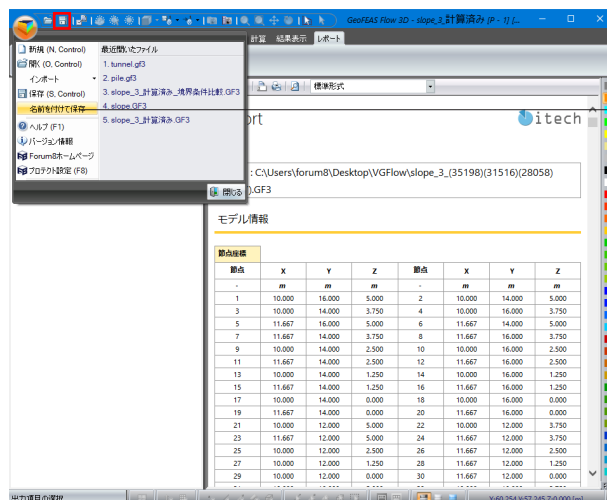 GeoFEAS Flow 3D - slope_3_計算済み [P - 1] [...
計算 結果表示 レポート
新規 (N, Control)
開く (O, Control)
インポート
保存 (S, Control)
名前を付けて保存
ヘルプ (F1)
バージョン情報
Forum8ホームページ
プロテクト設定 (F8)
最近開いたファイル
1. tunnel.gf3
2. pile.gf3
3. slope_3_計算済み_境界条件比較.GF3
4. slope.GF3
5. slope_3_計算済み.GF3
閉じる
標準形式
ort
itech
: C:\Users\forum8\Desktop\VGFlow\slope_3_(35198)(31516)(28058)
).GF3
モデル情報
節点座標
節点 X Y Z 節点 X Y Z
- m m m - m m m
1 10.000 16.000 5.000 2 10.000 14.000 5.000
3 10.000 14.000 3.750 4 10.000 16.000 3.750
5 11.667 16.000 5.000 6 11.667 14.000 5.000
7 11.667 14.000 3.750 8 11.667 16.000 3.750
9 10.000 14.000 2.500 10 10.000 16.000 2.500
11 11.667 14.000 2.500 12 11.667 16.000 2.500
13 10.000 14.000 1.250 14 10.000 16.000 1.250
15 11.667 14.000 1.250 16 11.667 16.000 1.250
17 10.000 14.000 0.000 18 10.000 16.000 0.000
19 11.667 14.000 0.000 20 11.667 16.000 0.000
21 10.000 12.000 5.000 22 10.000 12.000 3.750
23 11.667 12.000 5.000 24 11.667 12.000 3.750
25 10.000 12.000 2.500 26 11.667 12.000 2.500
27 10.000 12.000 1.250 28 11.667 12.000 1.250
29 10.000 12.000 0.000 30 11.667 12.000 0.000
出力項目の選択